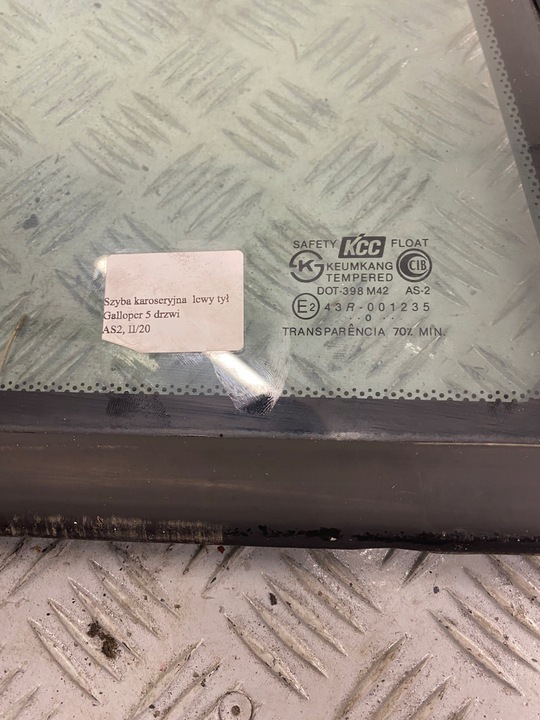 SAFETY KCC FLOAT
K KEUMKANG CIB
TEMPERED
DOT-398 M42 AS-2
E2 43R-001235
TRANSPARÊNCIA 70% MIN.
Szyba karoseryjna lewy tył
Galloper 5 drzwi
AS2, II/20